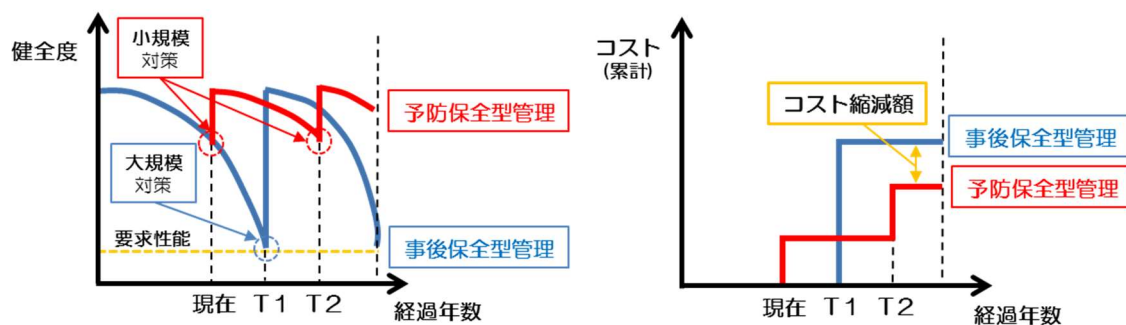 健全度
小規模
対策
予防保全型管理
大規模
対策
要求性能
事後保全型管理
現在
T1
T2
経過年数
コスト
(累計)
コスト縮減額
事後保全型管理
予防保全型管理
現在
T1
T2
経過年数